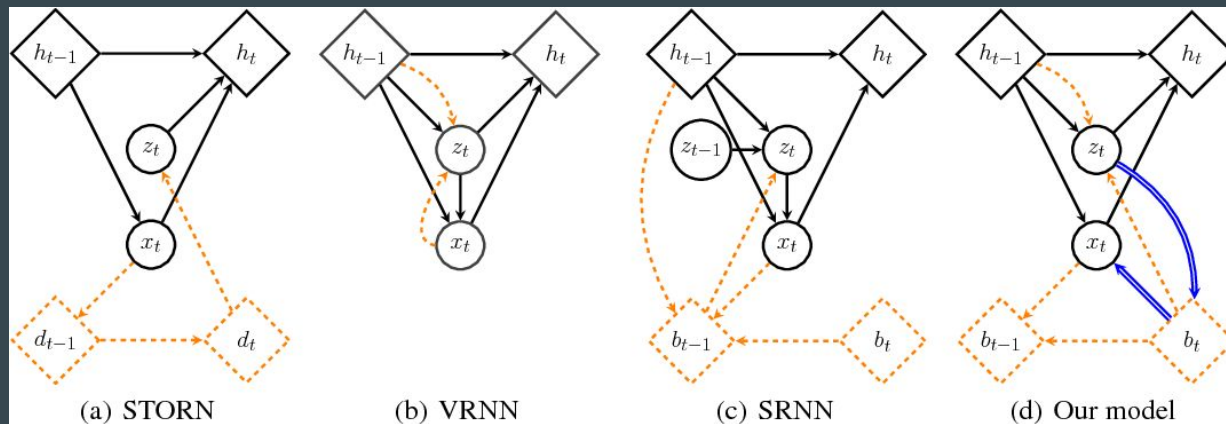 h_{t-1} h_t h_{t-1} h_t h_{t-1} h_t h_{t-1} h_t
z_t z_t z_{t-1} z_t z_t
x_t x_t x_t x_t
d_{t-1} d_t b_{t-1} b_t b_{t-1} b_t
(a) STORN (b) VRNN (c) SRNN (d) Our model